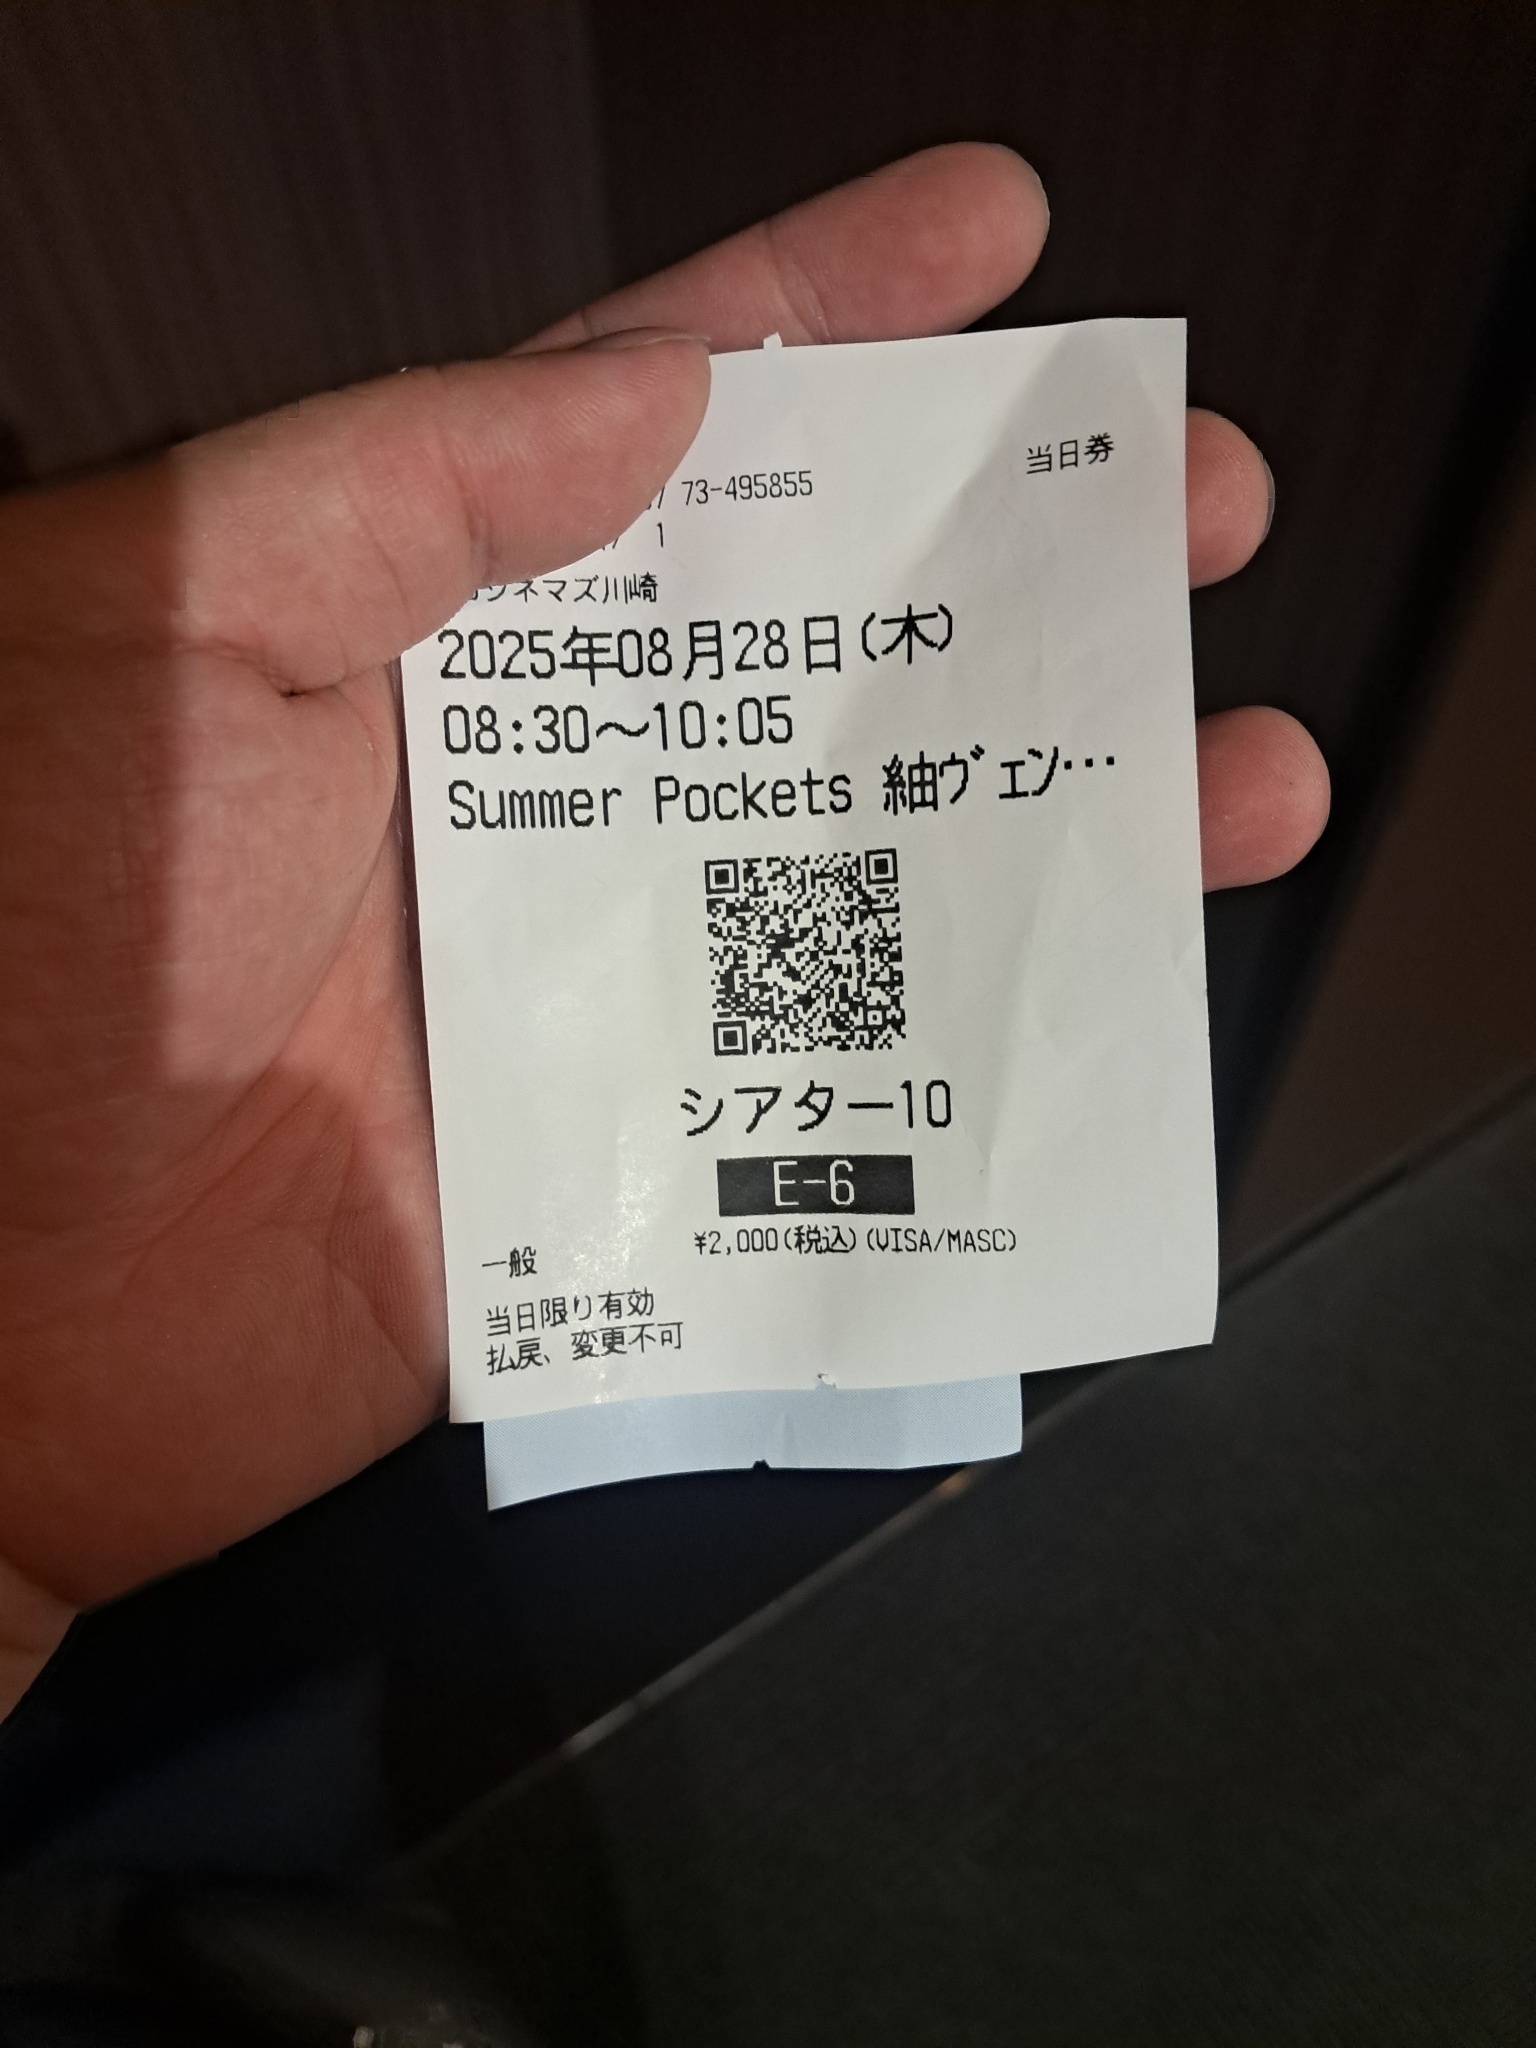 当日券
73-495855
1
シネマズ川崎
2025年08月28日(木)
08:30～10:05
Summer Pockets 紬ヴェン…
シアター10
E-6
¥2,000(税込)(VISA/MASC)
一般
当日限り有効
払戻、変更不可